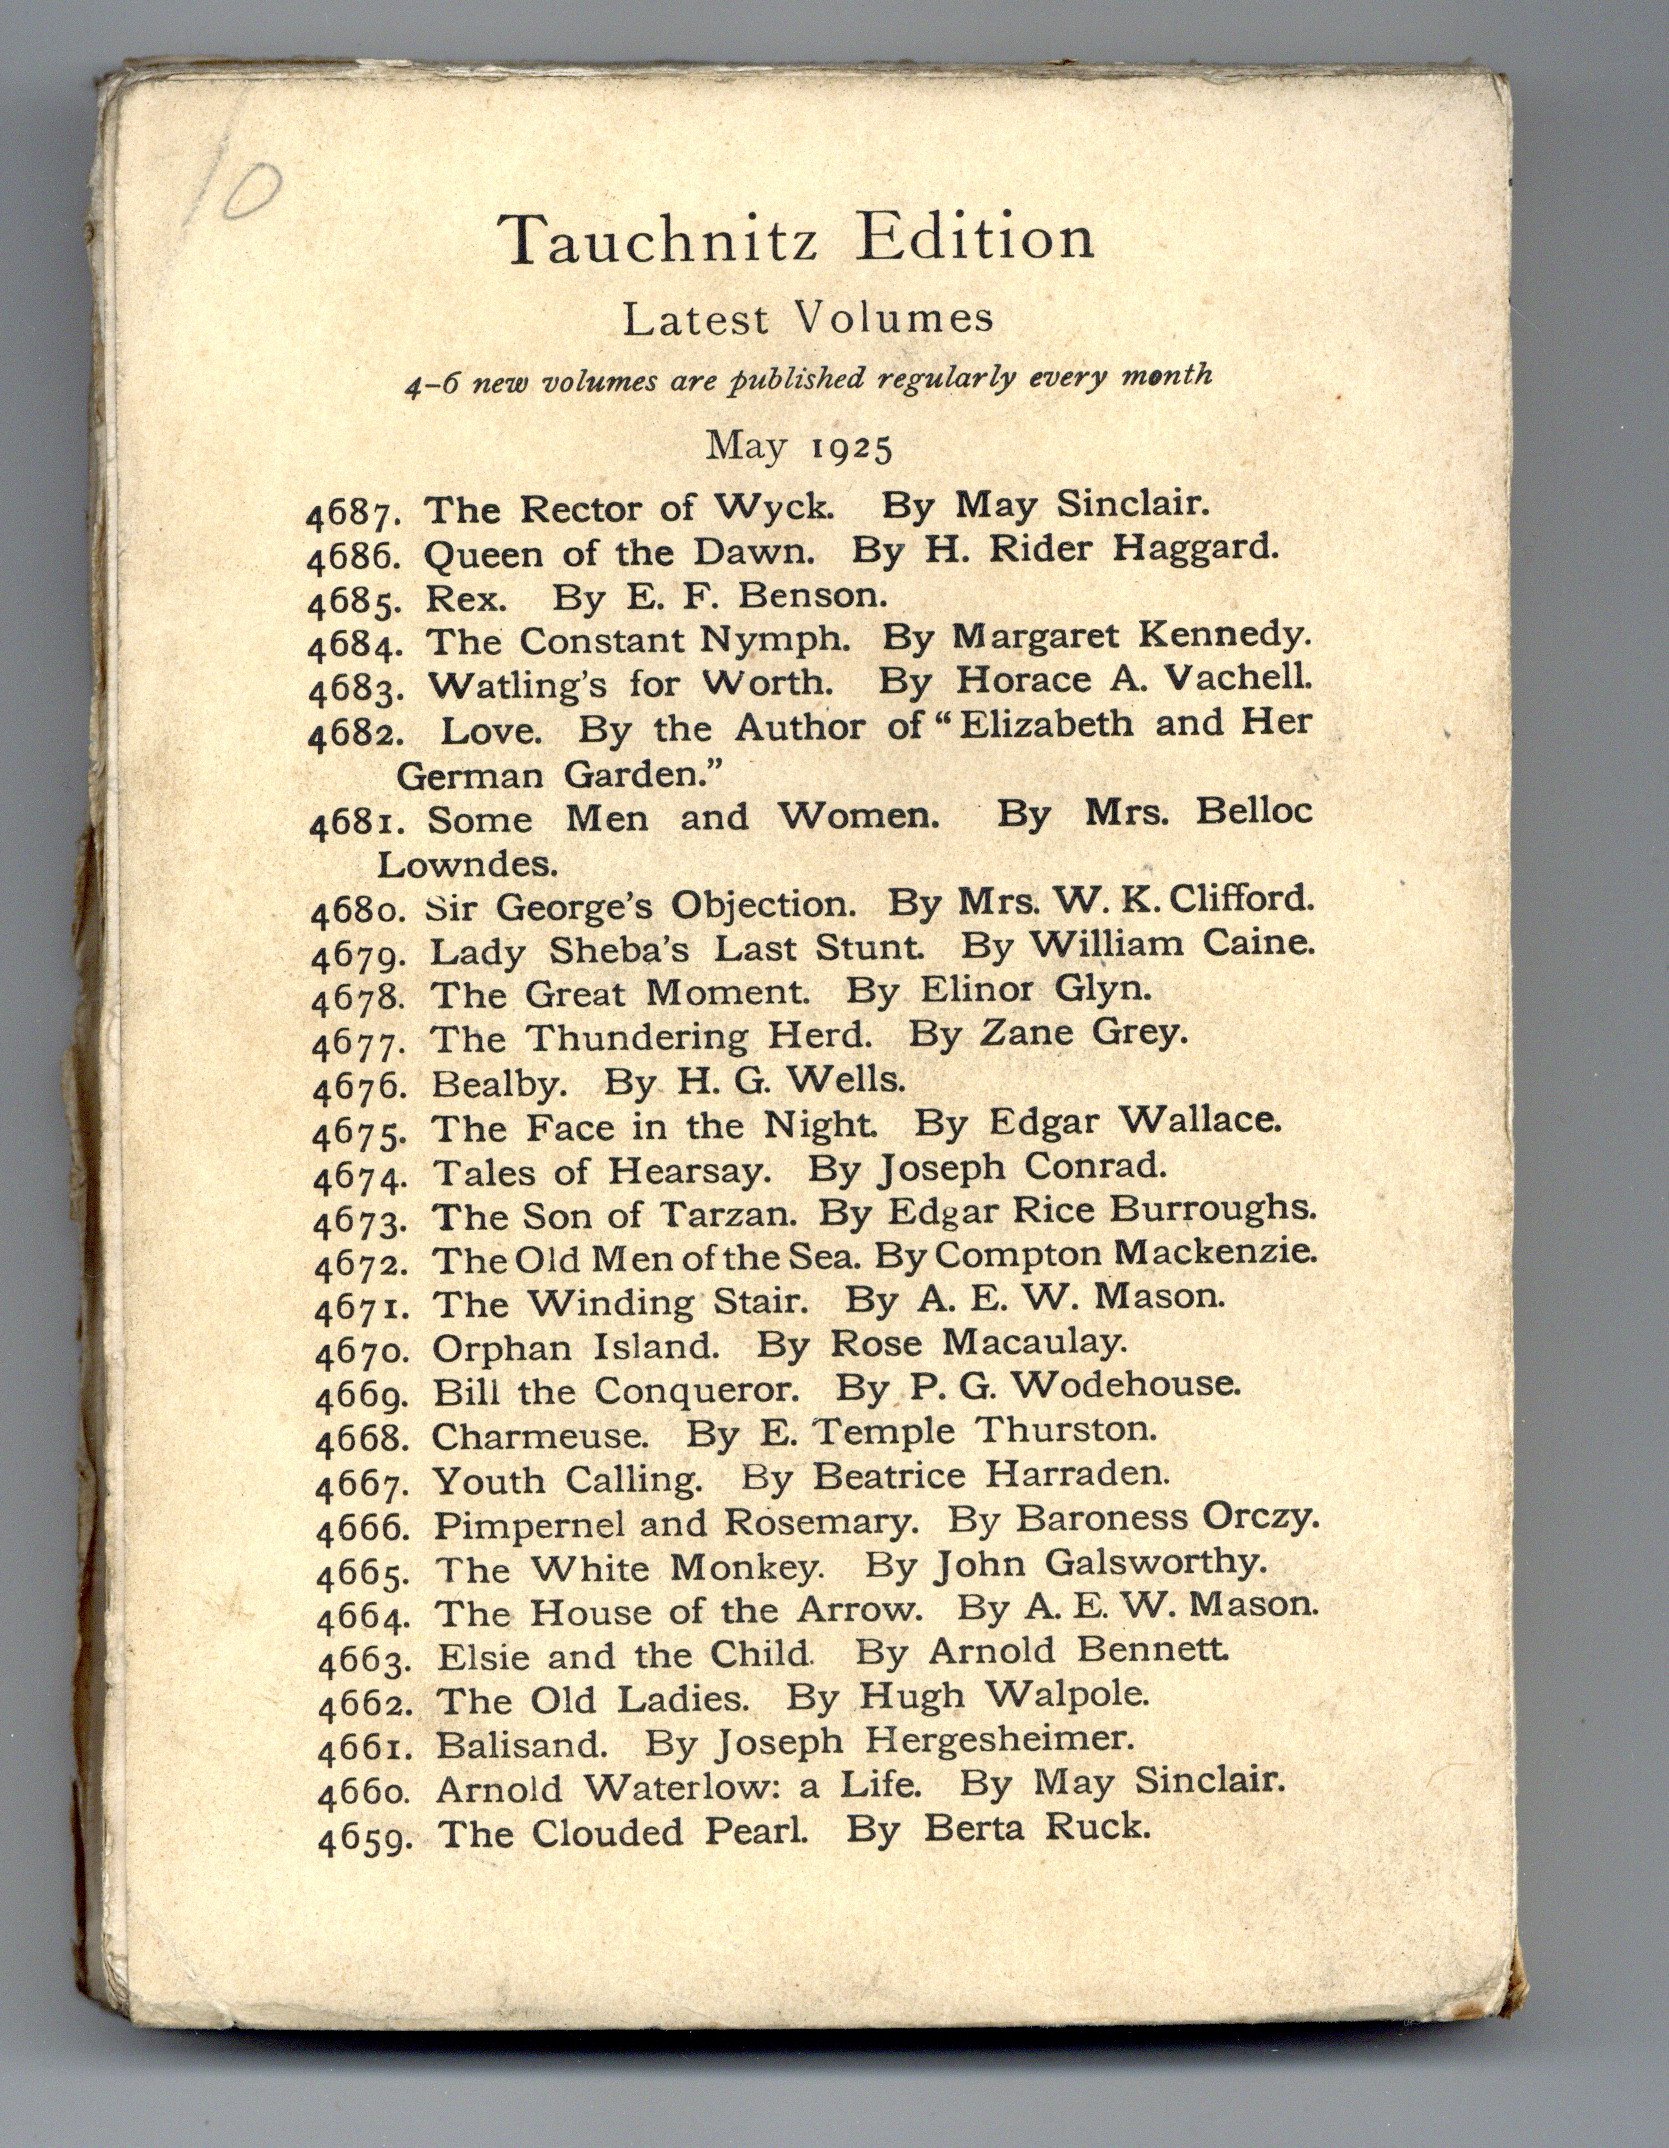 10
Tauchnitz Edition
Latest Volumes
4–6 new volumes are published regularly every month
May 1925
4687. The Rector of Wyck. By May Sinclair.
4686. Queen of the Dawn. By H. Rider Haggard.
4685. Rex. By E. F. Benson.
4684. The Constant Nymph. By Margaret Kennedy.
4683. Watling's for Worth. By Horace A. Vachell.
4682. Love. By the Author of “Elizabeth and Her
German Garden.”
4681. Some Men and Women. By Mrs. Belloc
Lowndes.
4680. Sir George's Objection. By Mrs. W. K. Clifford.
4679. Lady Sheba's Last Stunt. By William Caine.
4678. The Great Moment. By Elinor Glyn.
4677. The Thundering Herd. By Zane Grey.
4676. Bealby. By H. G. Wells.
4675. The Face in the Night. By Edgar Wallace.
4674. Tales of Hearsay. By Joseph Conrad.
4673. The Son of Tarzan. By Edgar Rice Burroughs.
4672. The Old Men of the Sea. By Compton Mackenzie.
4671. The Winding Stair. By A. E. W. Mason.
4670. Orphan Island. By Rose Macaulay.
4669. Bill the Conqueror. By P. G. Wodehouse.
4668. Charmeuse. By E. Temple Thurston.
4667. Youth Calling. By Beatrice Harraden.
4666. Pimpernel and Rosemary. By Baroness Orczy.
4665. The White Monkey. By John Galsworthy.
4664. The House of the Arrow. By A. E. W. Mason.
4663. Elsie and the Child. By Arnold Bennett.
4662. The Old Ladies. By Hugh Walpole.
4661. Balisand. By Joseph Hergesheimer.
4660. Arnold Waterlow: a Life. By May Sinclair.
4659. The Clouded Pearl. By Berta Ruck.